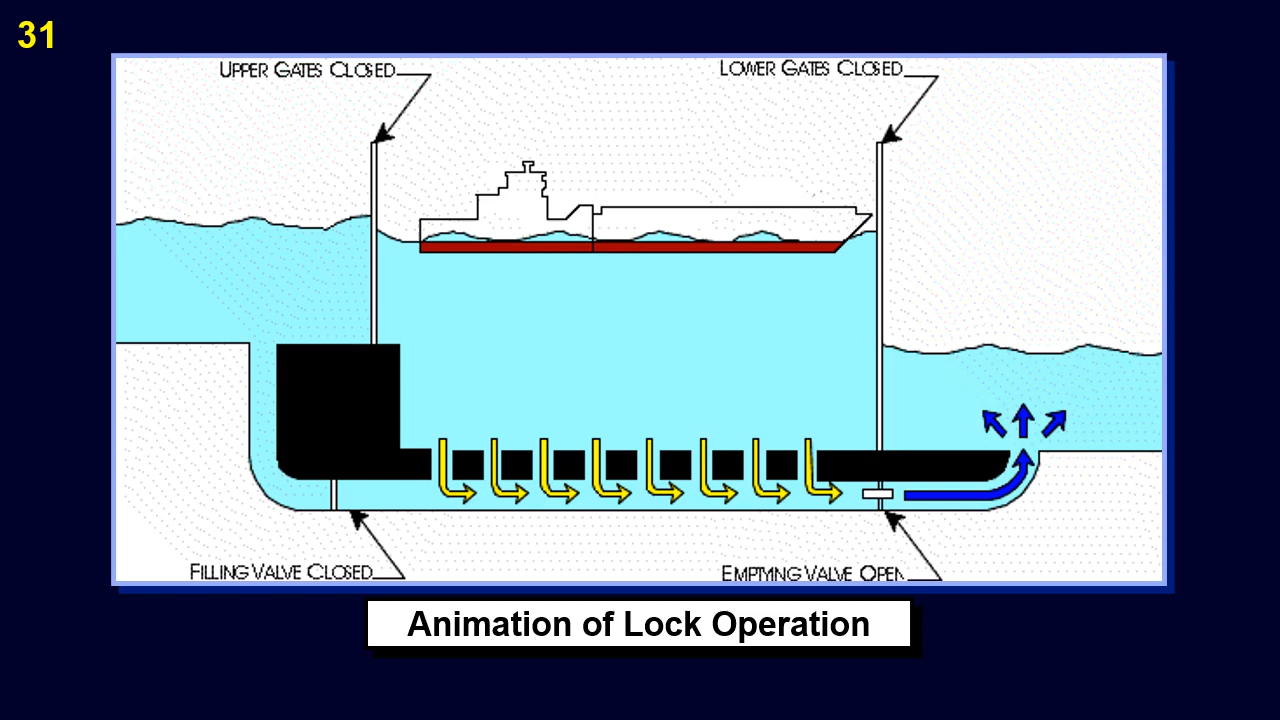 31
UPPER GATES CLOSED
LOWER GATES CLOSED
FILLING VALVE CLOSED
EMPTYING VALVE OPEN
Animation of Lock Operation